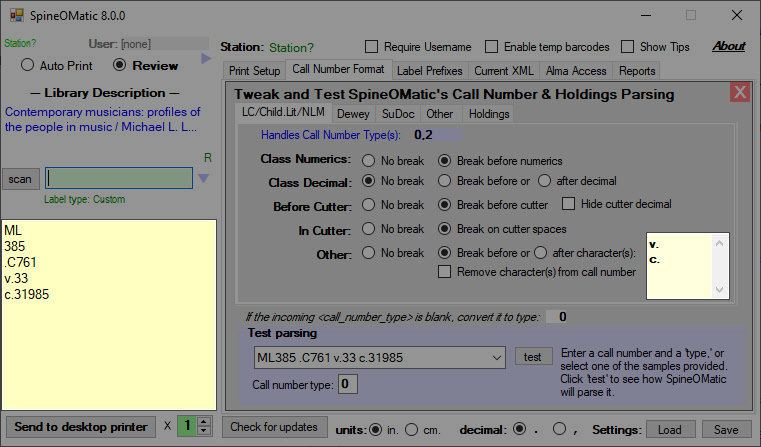 SpineOMatic 8.0.0
Station?
User: [none]
Auto Print
Review
— Library Description —
Contemporary musicians: profiles of
the people in music / Michael L. L...
R
scan
Label type: Custom
ML
385
.C761
v.33
c.31985
Send to desktop printer
X
1
Station: Station?
Require Username
Enable temp barcodes
Show Tips
About
Print Setup
Call Number Format
Label Prefixes
Current XML
Alma Access
Reports
Tweak and Test SpineOMatic's Call Number & Holdings Parsing
X
LC/Child.Lit/NLM
Dewey
SuDoc
Other
Holdings
Handles Call Number Type(s): 0,2
Class Numerics: No break Break before numerics
Class Decimal: No break Break before or after decimal
Before Cutter: No break Break before cutter Hide cutter decimal
In Cutter: No break Break on cutter spaces
Other: No break Break before or after character(s):
Remove character(s) from call number
v.
c.
If the incoming <call_number_type> is blank, convert it to type: 0
Test parsing
ML385 .C761 v.33 c.31985
test
Call number type: 0
Enter a call number and a 'type,' or
select one of the samples provided.
Click 'test' to see how SpineOMatic
will parse it.
Check for updates
units: in. cm.
decimal: . ,
Settings: Load Save